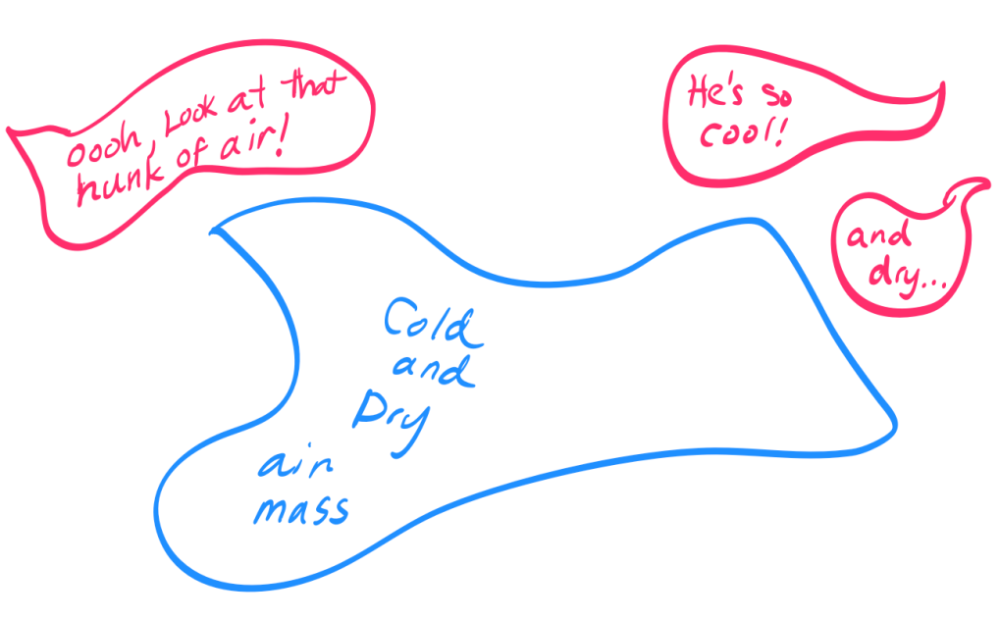 oooh, Look at that
hunk of air!
He's so
cool!
and
dry...
Cold
and
Dry
air
mass